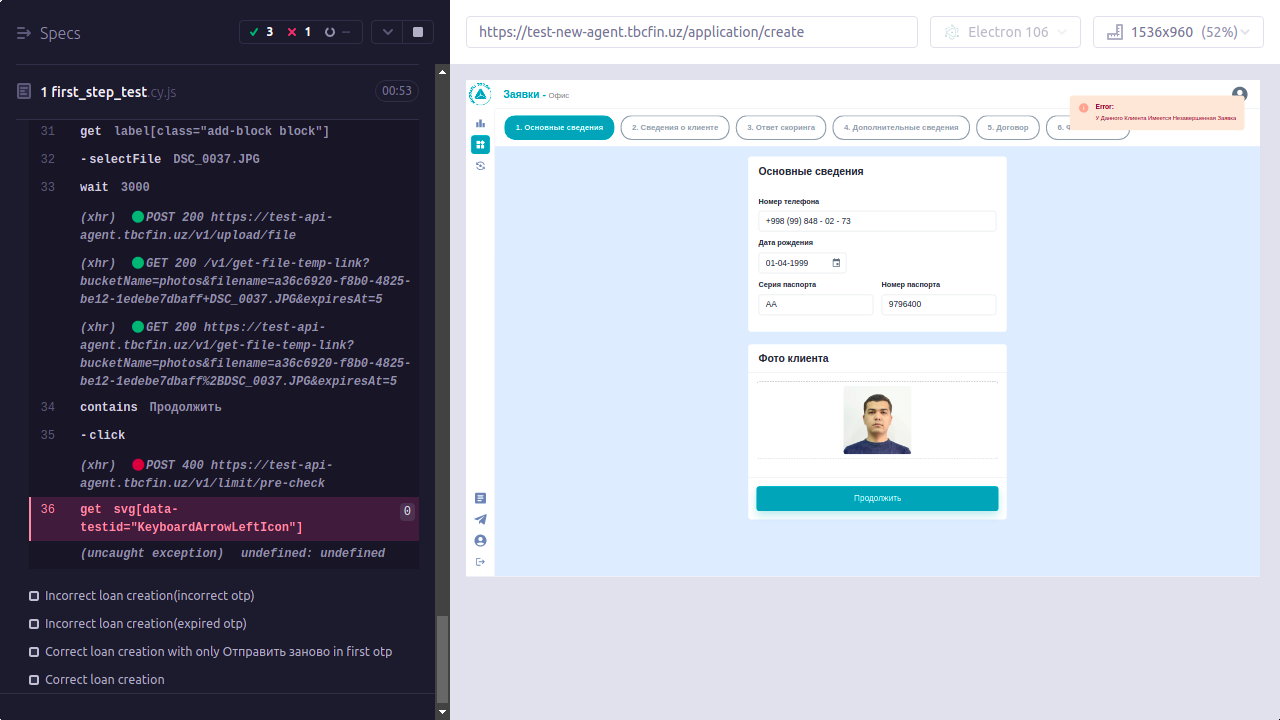 Specs
3
1
--
1 first_step_test.cy.js
00:53
31 get label[class="add-block block"]
32 -selectFile DSC_0037.JPG
33 wait 3000
(xhr) POST 200 https://test-api-
agent.tbcfin.uz/v1/upload/file
(xhr) GET 200 /v1/get-file-temp-link?
bucketName=photos&filename=a36c6920-f8b0-4825-
be12-1edebe7dbaff+DSC_0037.JPG&expiresAt=5
(xhr) GET 200 https://test-api-
agent.tbcfin.uz/v1/get-file-temp-link?
bucketName=photos&filename=a36c6920-f8b0-4825-
be12-1edebe7dbaff%2BDSC_0037.JPG&expiresAt=5
34 contains Продолжить
35 -click
(xhr) POST 400 https://test-api-
agent.tbcfin.uz/v1/limit/pre-check
36 get svg[data-
testid="KeyboardArrowLeftIcon"]
0
(uncaught exception) undefined: undefined
Incorrect loan creation(incorrect otp)
Incorrect loan creation(expired otp)
Correct loan creation with only Отправить заново in first otp
Correct loan creation
https://test-new-agent.tbcfin.uz/application/create
Electron 106
1536x960 (52%)
Заявки - Офис
Error:
У Данного Клиента Имеется Незавершенная Заявка
1. Основные сведения
2. Сведения о клиенте
3. Ответ скоринга
4. Дополнительные сведения
5. Договор
6.
Основные сведения
Номер телефона
+998 (99) 848 - 02 - 73
Дата рождения
01-04-1999
Серия паспорта
Номер паспорта
AA
9796400
Фото клиента
Продолжить